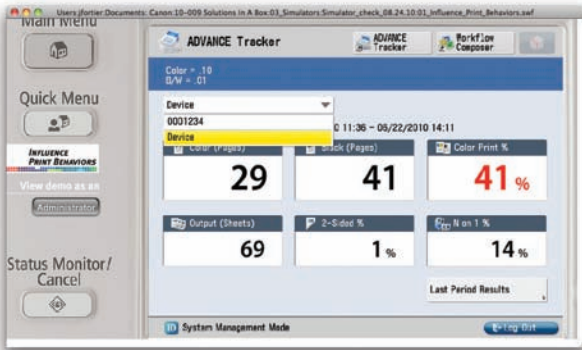 Users:jfortier:Documents: Canon:10-009 Solutions In A Box:03_Simulators:Simulator_check_08.24.10:01_Influence_Print_Behaviors.swf
Main Menu
ADVANCE Tracker
ADVANCE Tracker
Workflow Composer
Color = .10
B/W = .01
Quick Menu
Device
0001234
Device
11:36 - 06/22/2010 14:11
INFLUENCE
PRINT BEHAVIORS
View demo as an
Administrator
Color (Pages)
Black (Pages)
Color Print %
29
41
41 %
Output (Sheets)
2-Sided %
N on 1 %
69
1 %
14 %
Status Monitor/
Cancel
Last Period Results
System Management Mode
Log Out